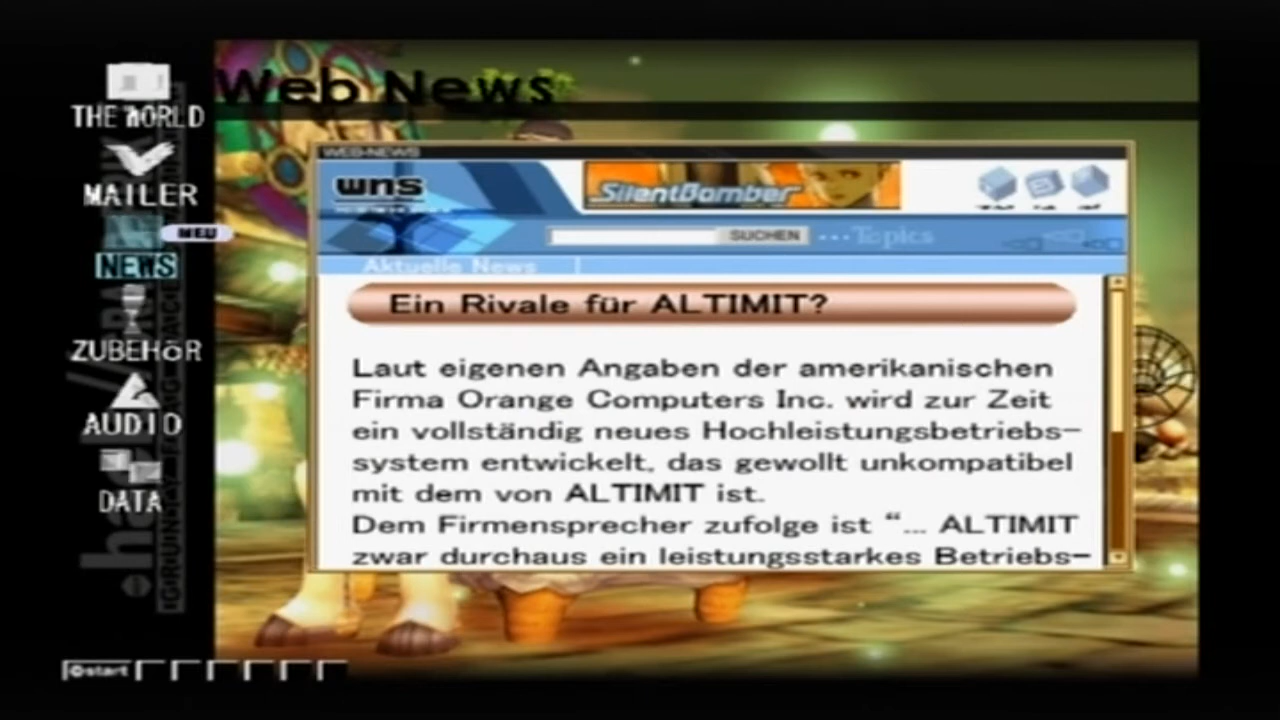 Web News
THE WORLD
MAILER
NEU
NEWS
ZUBEHÖR
AUDIO
DATA
start
WEB-NEWS
wns
SilentBomber
SUCHEN
...Topics
Aktuelle News
Ein Rivale für ALTIMIT?
Laut eigenen Angaben der amerikanischen
Firma Orange Computers Inc. wird zur Zeit
ein vollständig neues Hochleistungsbetriebs-
system entwickelt, das gewollt unkompatibel
mit dem von ALTIMIT ist.
Dem Firmensprecher zufolge ist “... ALTIMIT
zwar durchaus ein leistungsstarkes Betriebs-